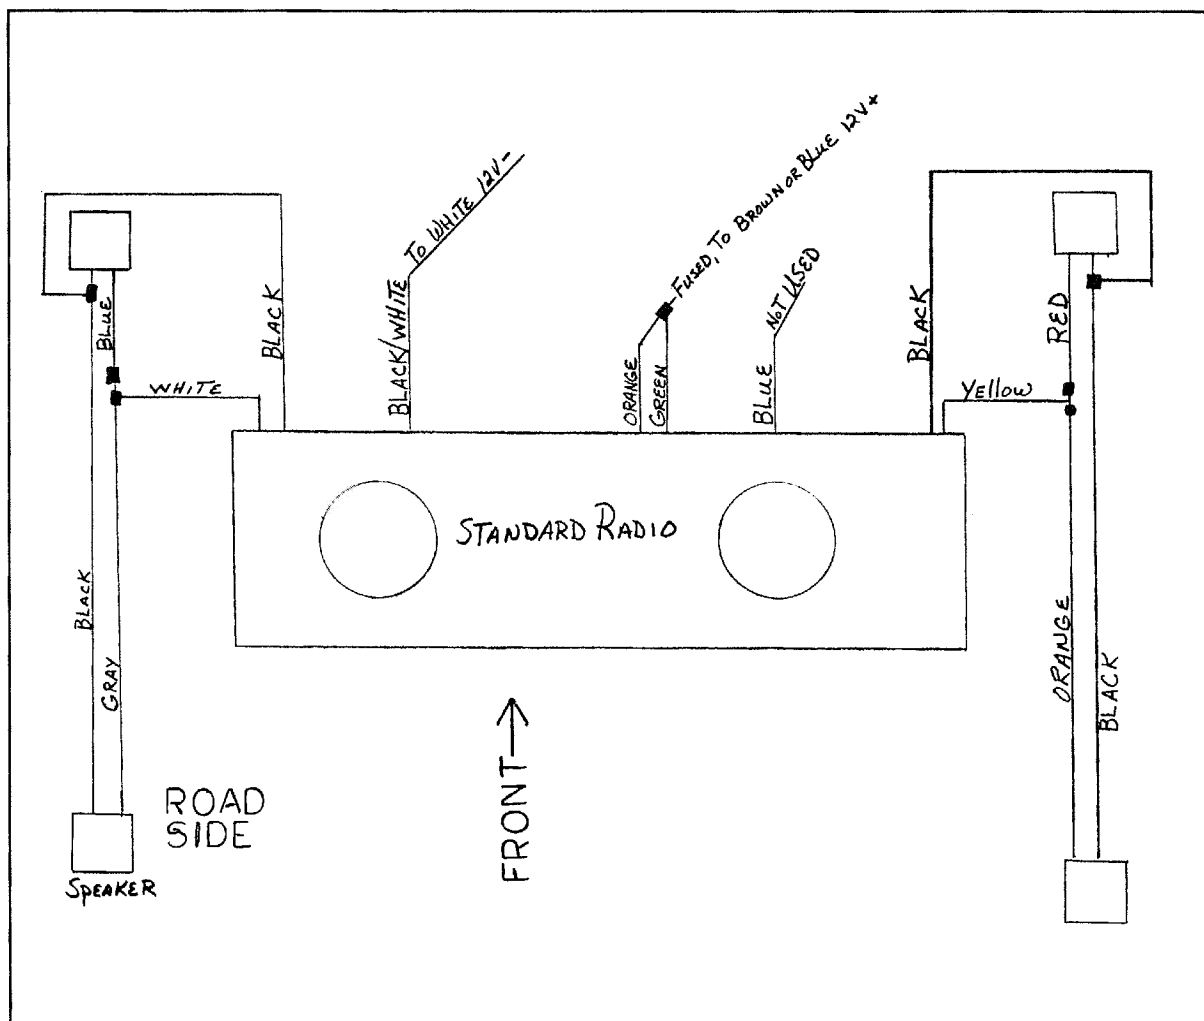 To WHITE 12V-
FUSED, TO BROWN OR BLUE 12V+
NOT USED
BLUE
BLACK
BLACK/WHITE
ORANGE
GREEN
BLUE
BLACK
RED
WHITE
Yellow
STANDARD RADIO
BLACK
GRAY
ORANGE
BLACK
FRONT
ROAD
SIDE
SPEAKER